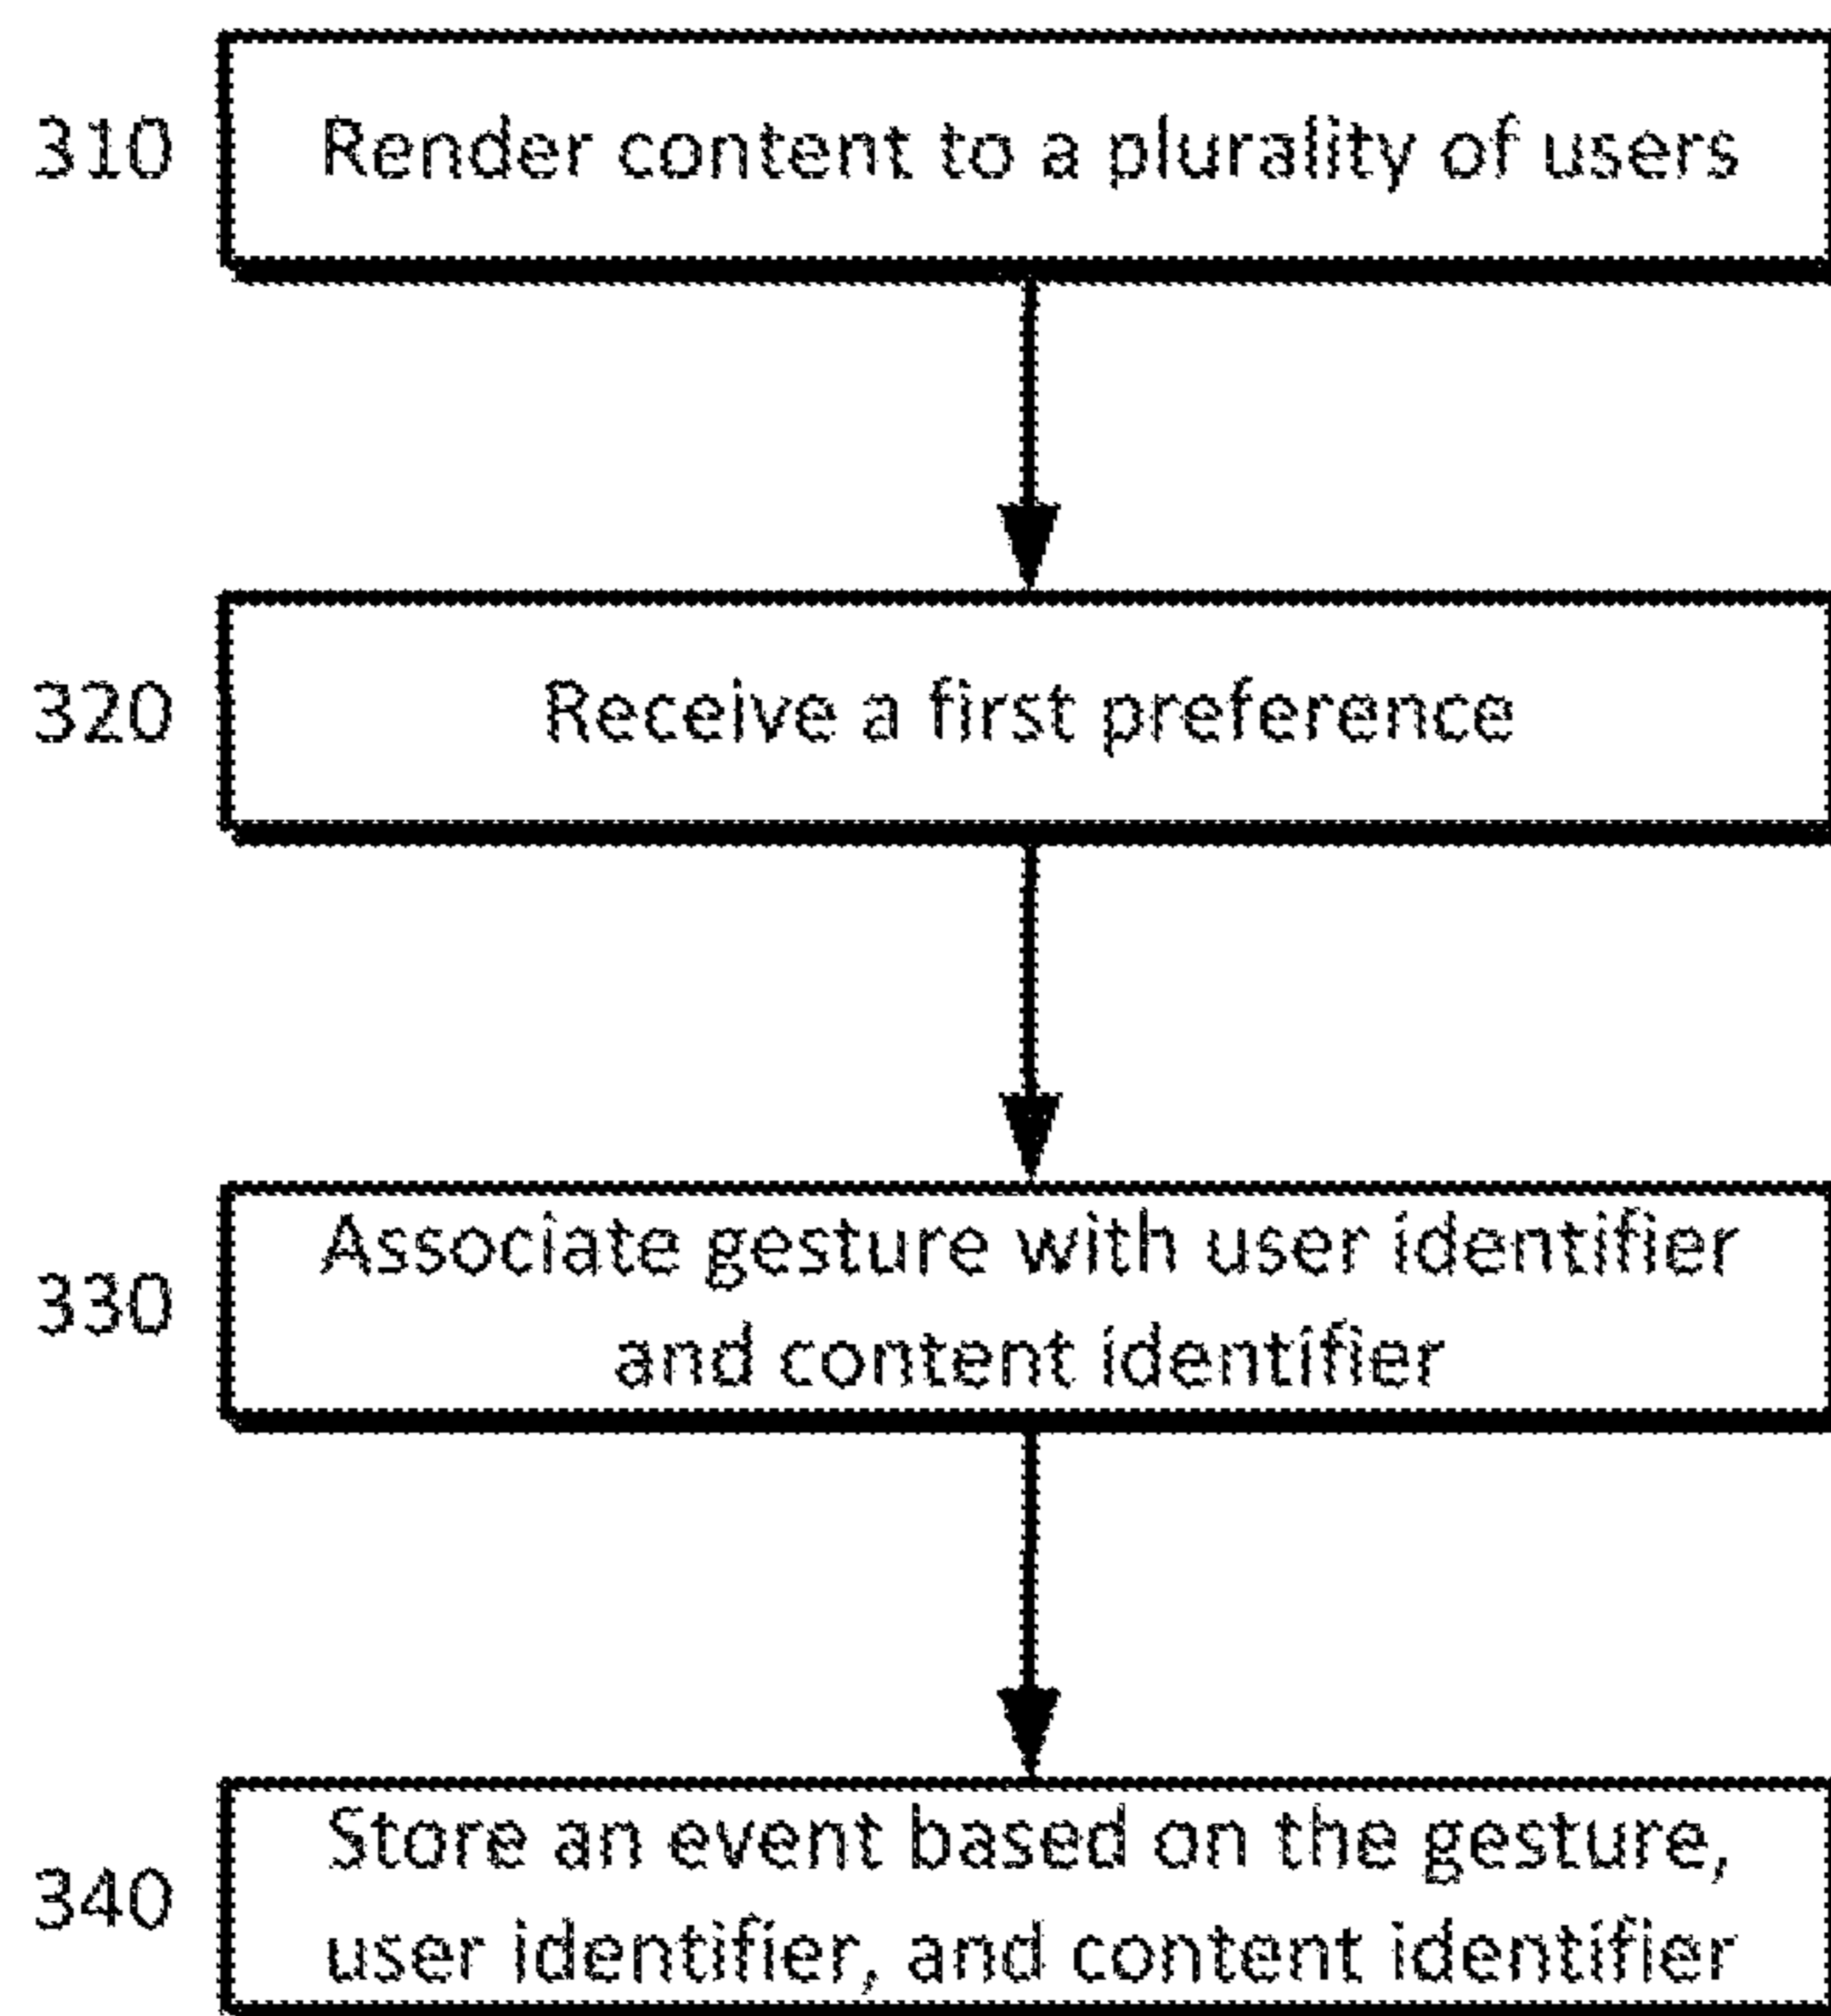 310
Render content to a plurality of users
320
Receive a first preference
330
Associate gesture with user identifier
and content identifier
340
Store an event based on the gesture,
user identifier, and content identifier